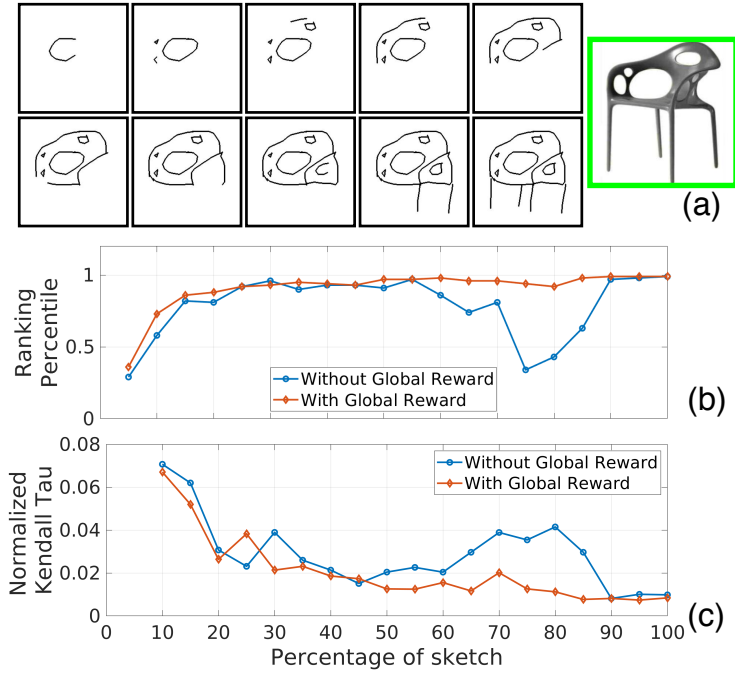 (a)
1
0.5
0
Ranking
Percentile
Without Global Reward
With Global Reward
(b)
0.08
0.06
0.04
0.02
0
Normalized
Kendall Tau
Without Global Reward
With Global Reward
(c)
0 10 20 30 40 50 60 70 80 90 100
Percentage of sketch